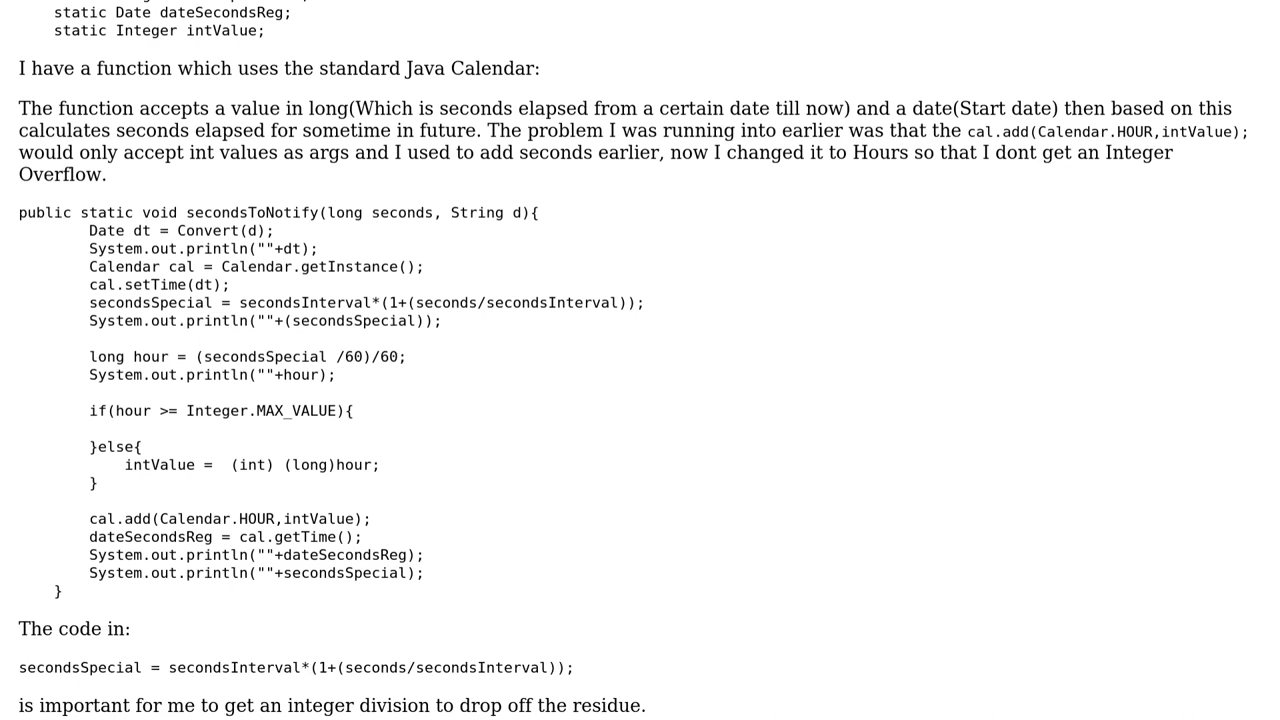 static Date dateSecondsReg;
static Integer intValue;
I have a function which uses the standard Java Calendar:
The function accepts a value in long(Which is seconds elapsed from a certain date till now) and a date(Start date) then based on this
calculates seconds elapsed for sometime in future. The problem I was running into earlier was that the cal.add(Calendar.HOUR,intValue);
would only accept int values as args and I used to add seconds earlier, now I changed it to Hours so that I dont get an Integer
Overflow.
public static void secondsToNotify(long seconds, String d){
Date dt = Convert(d);
System.out.println(""+dt);
Calendar cal = Calendar.getInstance();
cal.setTime(dt);
secondsSpecial = secondsInterval*(1+(seconds/secondsInterval));
System.out.println(""+(secondsSpecial));
long hour = (secondsSpecial /60)/60;
System.out.println(""+hour);
if(hour >= Integer.MAX_VALUE){
}else{
intValue =  (int) (long)hour;
}
cal.add(Calendar.HOUR,intValue);
dateSecondsReg = cal.getTime();
System.out.println(""+dateSecondsReg);
System.out.println(""+secondsSpecial);
}
The code in:
secondsSpecial = secondsInterval*(1+(seconds/secondsInterval));
is important for me to get an integer division to drop off the residue.